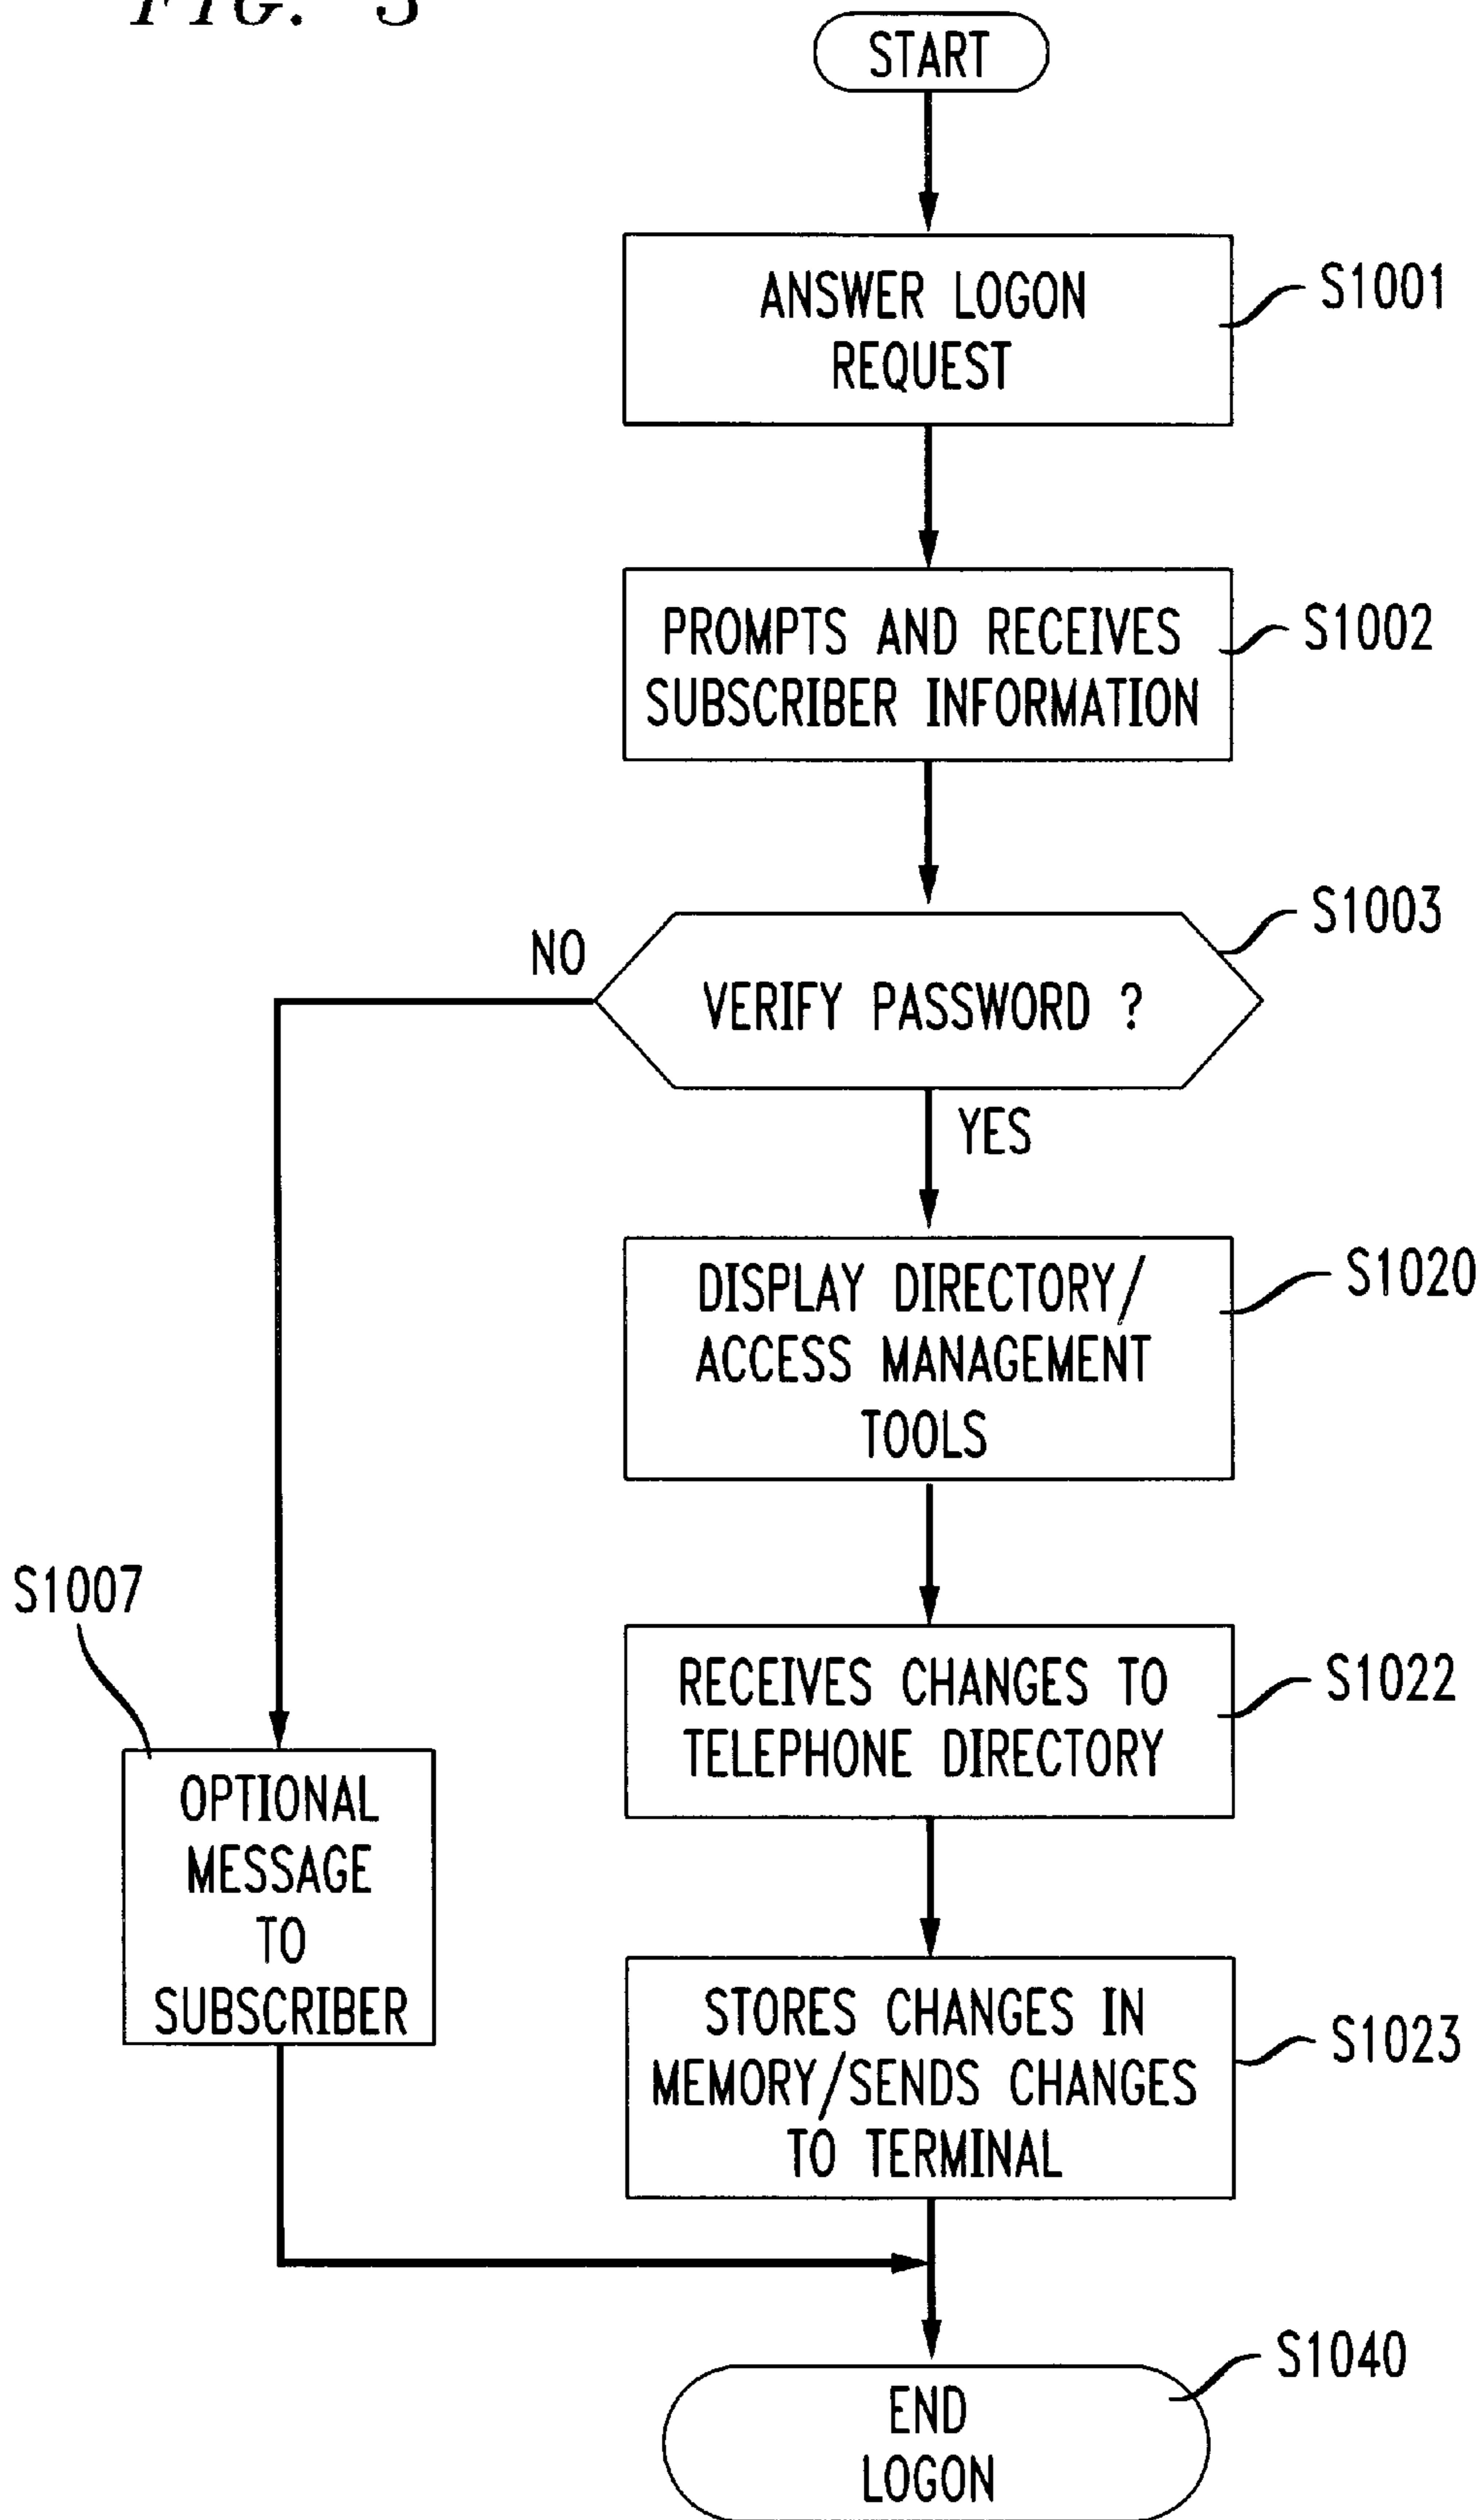 FIG. 3
START
ANSWER LOGON
REQUEST
S1001
PROMPTS AND RECEIVES
SUBSCRIBER INFORMATION
S1002
S1003
NO
VERIFY PASSWORD ?
YES
DISPLAY DIRECTORY/
ACCESS MANAGEMENT
TOOLS
S1020
S1007
RECEIVES CHANGES TO
TELEPHONE DIRECTORY
S1022
OPTIONAL
MESSAGE
TO
SUBSCRIBER
STORES CHANGES IN
MEMORY/SENDS CHANGES
TO TERMINAL
S1023
S1040
END
LOGON